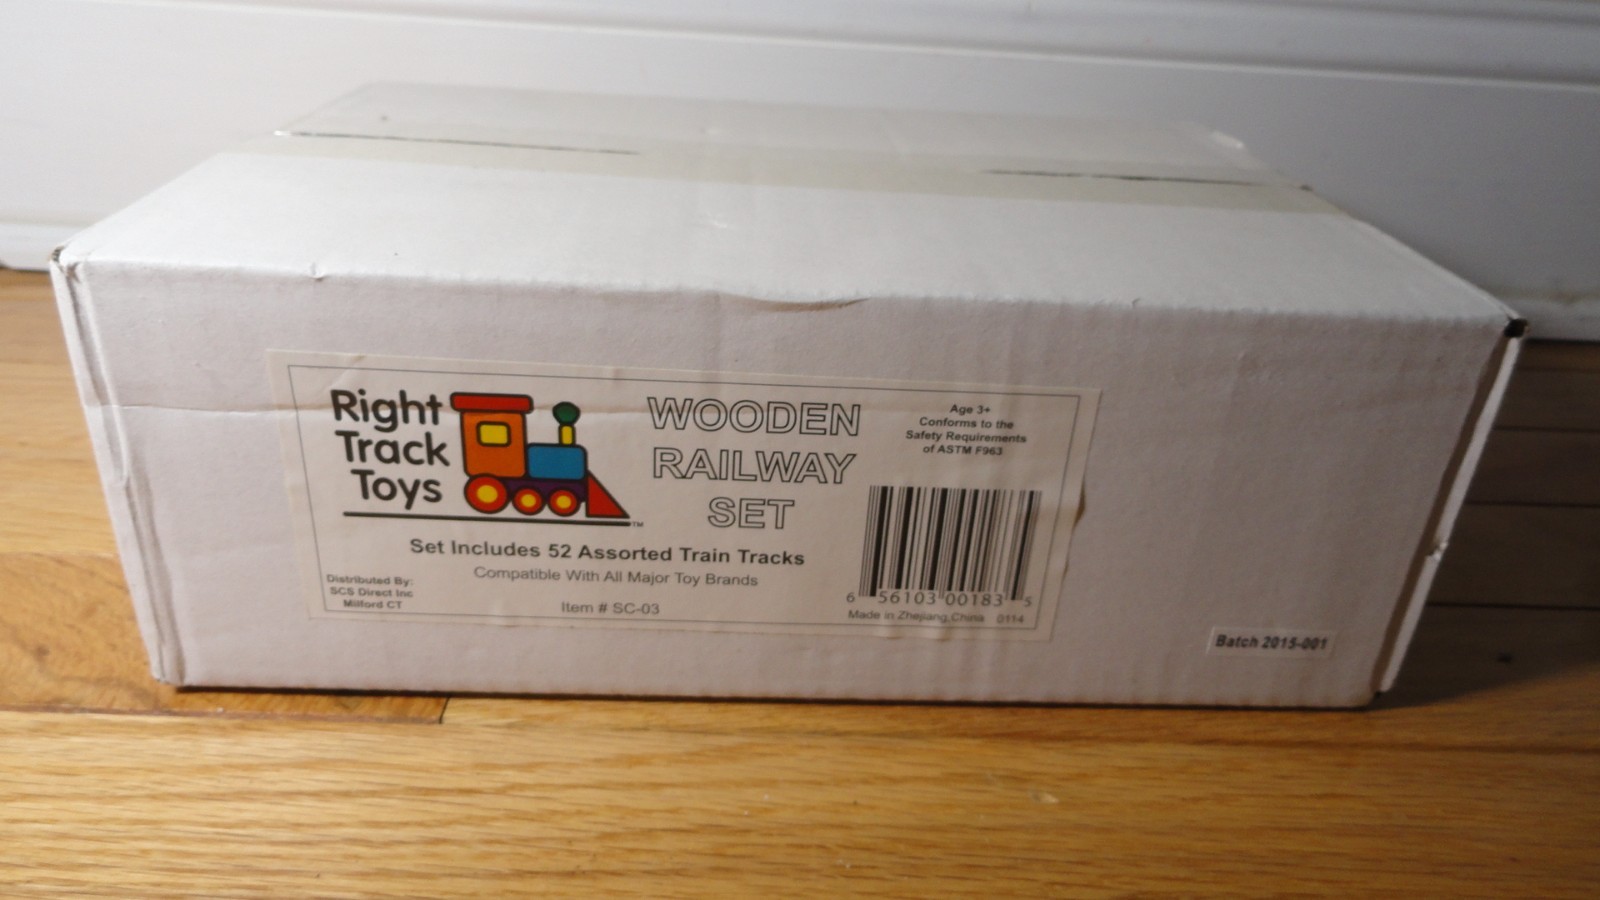 Right
Track
Toys
™
WOODEN
RAILWAY
SET
Set Includes 52 Assorted Train Tracks
Compatible With All Major Toy Brands
Item # SC-03
Distributed By:
SCS Direct Inc
Milford CT
Age 3+
Conforms to the
Safety Requirements
of ASTM F963
6 56103 00183 5
Made in Zhejiang,China 0114
Batch 2015-001